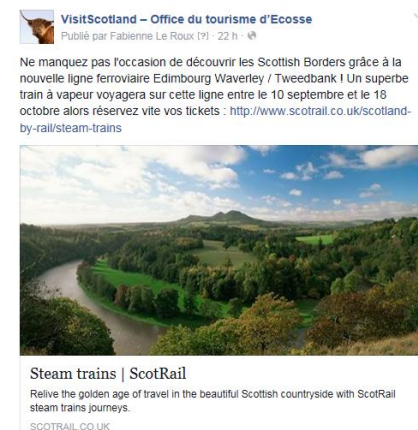 VisitScotland – Office du tourisme d'Ecosse
Publié par Fabienne Le Roux [?] · 22 h ·
Ne manquez pas l'occasion de découvrir les Scottish Borders grâce à la
nouvelle ligne ferroviaire Edimbourg Waverley / Tweedbank ! Un superbe
train à vapeur voyagera sur cette ligne entre le 10 septembre et le 18
octobre alors réservez vite vos tickets : http://www.scotrail.co.uk/scotland-
by-rail/steam-trains
Steam trains | ScotRail
Relive the golden age of travel in the beautiful Scottish countryside with ScotRail
steam trains journeys.
SCOTRAIL.CO.UK